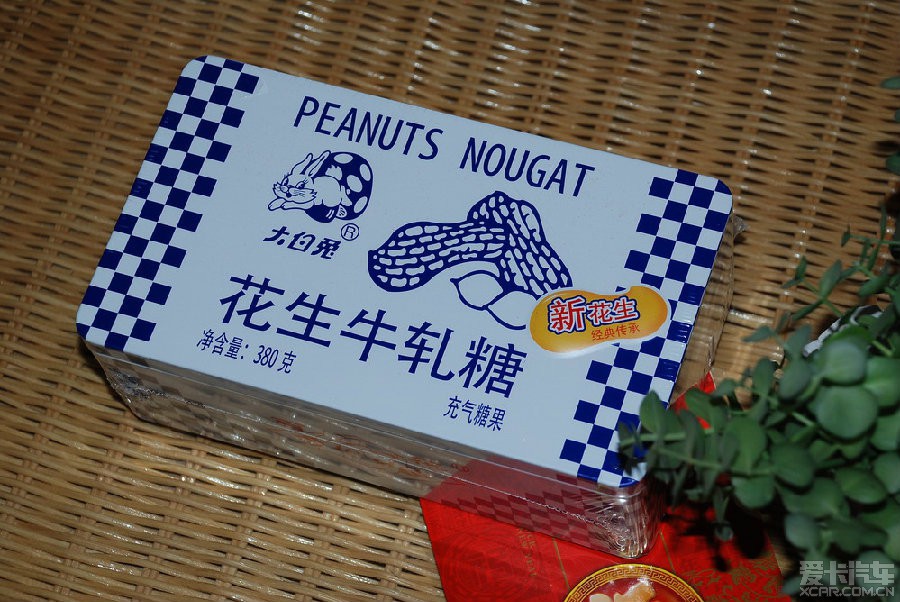 PEANUTS NOUGAT
大白兔®
花生牛轧糖
新花生
经典传承
净含量：380克
充气糖果
爱卡汽车
XCAR.COM.CN